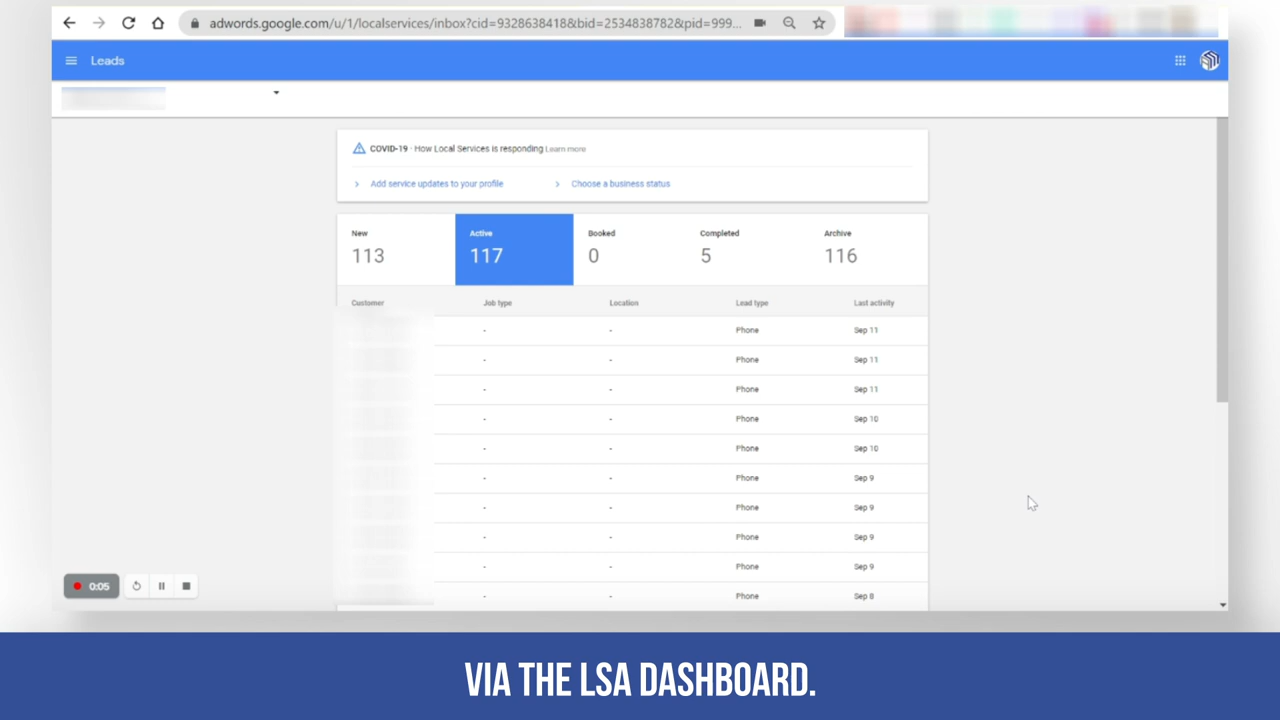 adwords.google.com/u/1/localservices/inbox?cid=9328638418&bid=2534838782&pid=999...
Leads
COVID-19 · How Local Services is responding Learn more
Add service updates to your profile
Choose a business status
New Active Booked Completed Archive
113 117 0 5 116
Customer Job type Location Lead type Last activity
- - Phone Sep 11
- - Phone Sep 11
- - Phone Sep 11
- - Phone Sep 10
- - Phone Sep 10
- - Phone Sep 9
- - Phone Sep 9
- - Phone Sep 9
- - Phone Sep 9
- - Phone Sep 8
0:05
VIA THE LSA DASHBOARD.